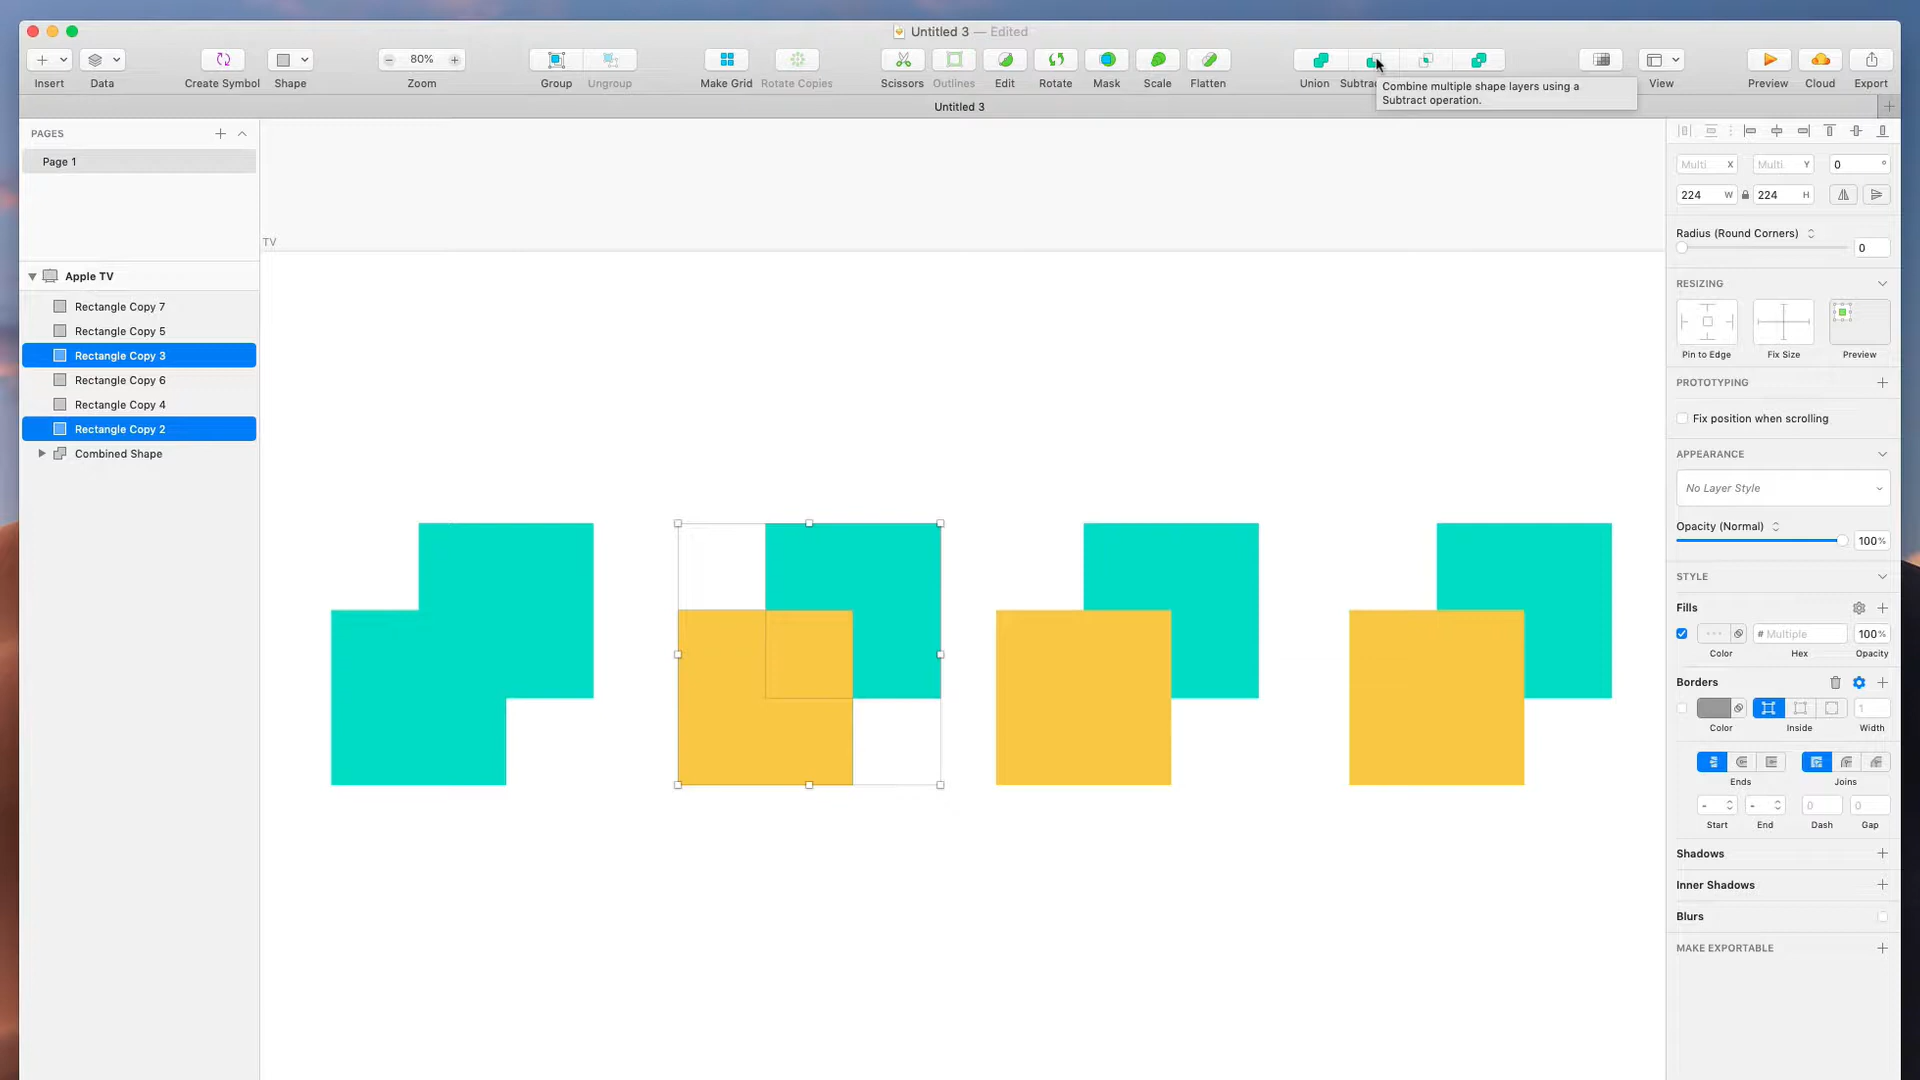 Untitled 3 — Edited
Insert
Data
Create Symbol
Shape
80%
Zoom
Group
Ungroup
Make Grid
Rotate Copies
Scissors
Outlines
Edit
Rotate
Mask
Scale
Flatten
Union
Subtrac
View
Preview
Cloud
Export
Combine multiple shape layers using a
Subtract operation.
Untitled 3
PAGES
Page 1
Apple TV
Rectangle Copy 7
Rectangle Copy 5
Rectangle Copy 3
Rectangle Copy 6
Rectangle Copy 4
Rectangle Copy 2
Combined Shape
TV
Multi X Multi Y 0 °
224 W 224 H
Radius (Round Corners)
0
RESIZING
Pin to Edge Fix Size Preview
PROTOTYPING
Fix position when scrolling
APPEARANCE
No Layer Style
Opacity (Normal)
100%
STYLE
Fills
# Multiple 100%
Color Hex Opacity
Borders
1
Color Inside Width
Ends Joins
- - 0 0
Start End Dash Gap
Shadows
Inner Shadows
Blurs
MAKE EXPORTABLE